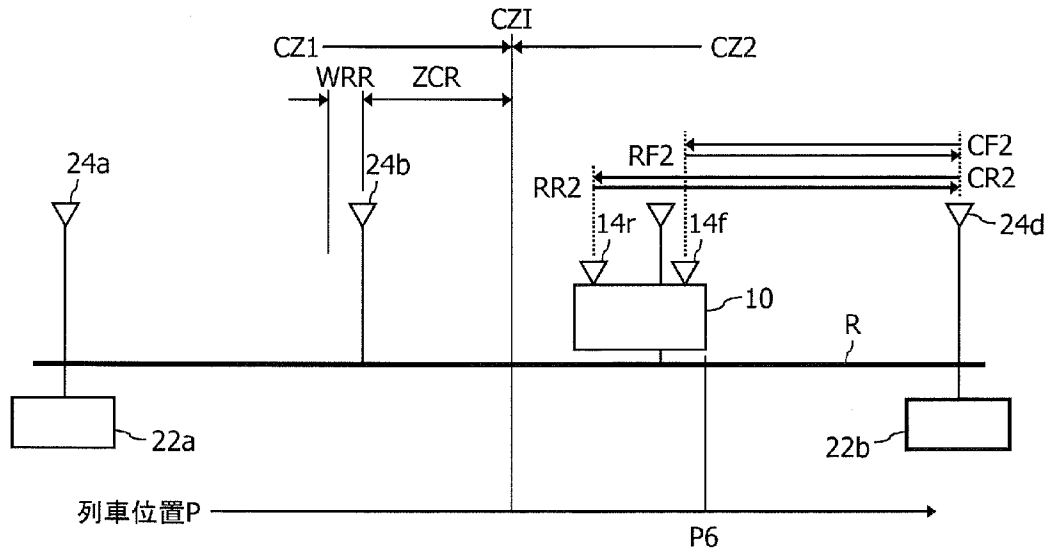 CZI
CZ1
CZ2
WRR
ZCR
24a
24b
RF2
CF2
RR2
CR2
14r
14f
24d
10
R
22a
22b
列車位置P
P6